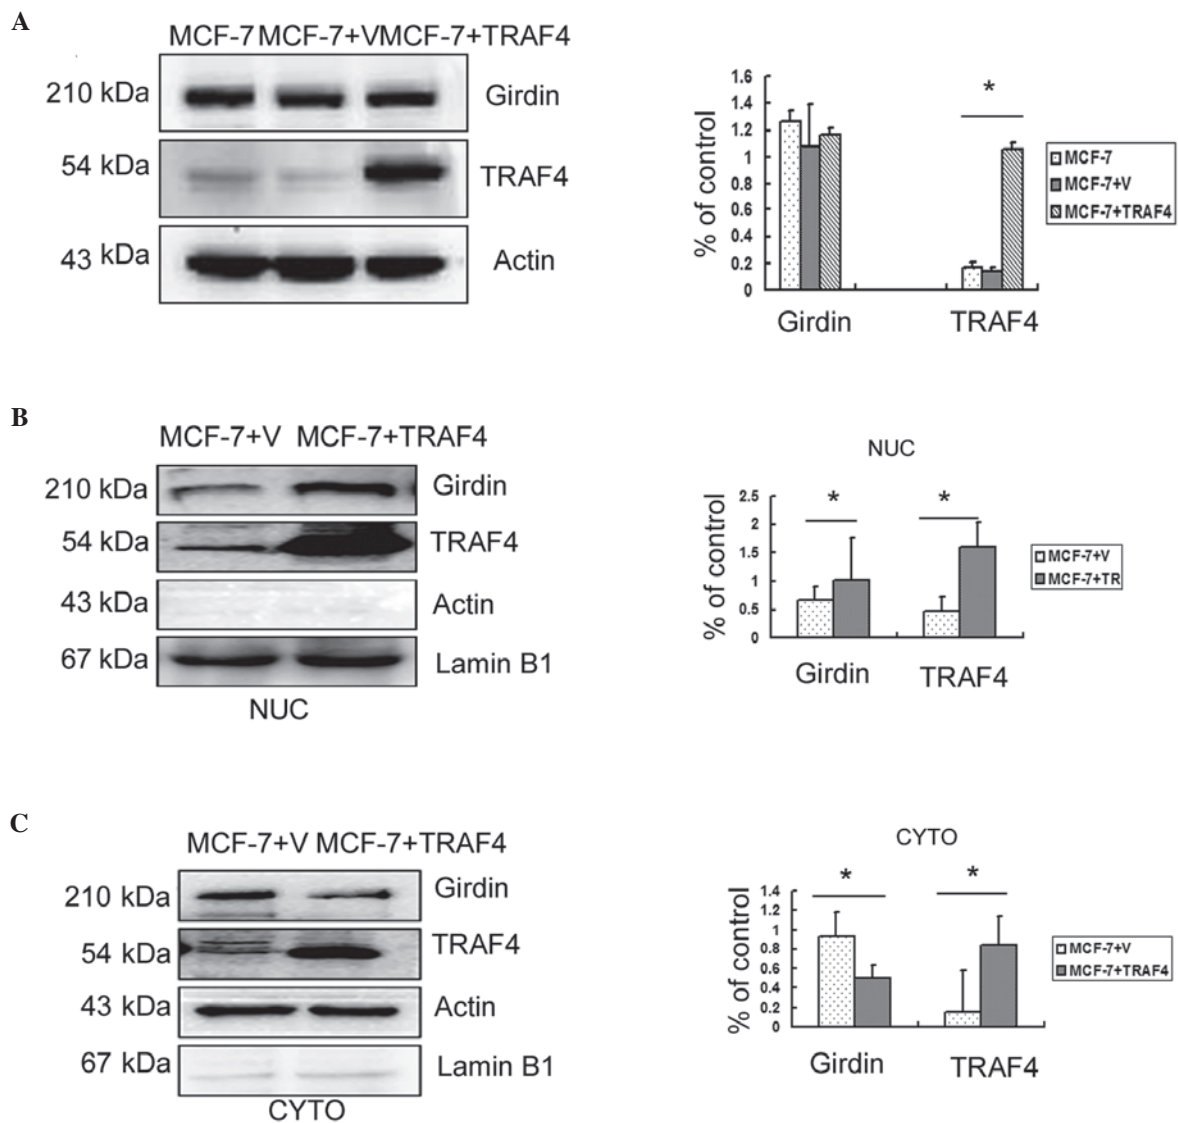 A
MCF-7 MCF-7+V MCF-7+TRAF4
210 kDa Girdin
54 kDa TRAF4
43 kDa Actin
% of control
1.6
1.4
1.2
1
0.8
0.6
0.4
0.2
0
*
Girdin TRAF4
MCF-7
MCF-7+V
MCF-7+TRAF4
B
MCF-7+V MCF-7+TRAF4
210 kDa Girdin
54 kDa TRAF4
43 kDa Actin
67 kDa Lamin B1
NUC
NUC
% of control
2.5
2
1.5
1
0.5
0
* *
Girdin TRAF4
MCF-7+V
MCF-7+TR
C
MCF-7+V MCF-7+TRAF4
210 kDa Girdin
54 kDa TRAF4
43 kDa Actin
67 kDa Lamin B1
CYTO
CYTO
% of control
1.4
1.2
1
0.8
0.6
0.4
0.2
0
* *
Girdin TRAF4
MCF-7+V
MCF-7+TRAF4